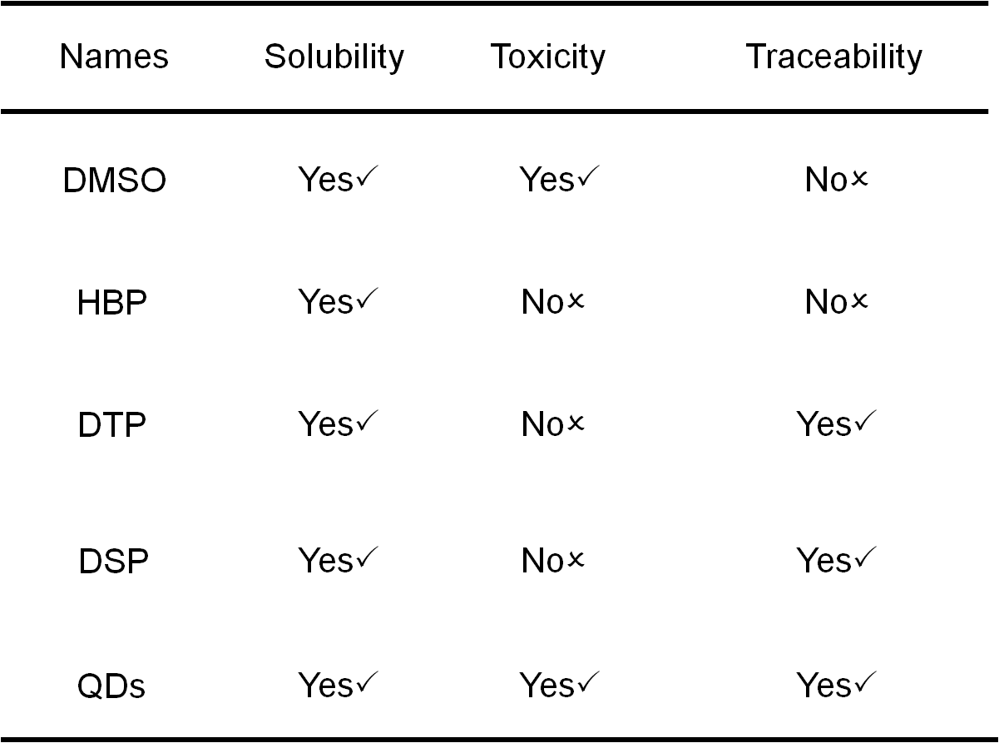 Names Solubility Toxicity Traceability
DMSO Yes✓ Yes✓ No×
HBP Yes✓ No× No×
DTP Yes✓ No× Yes✓
DSP Yes✓ No× Yes✓
QDs Yes✓ Yes✓ Yes✓